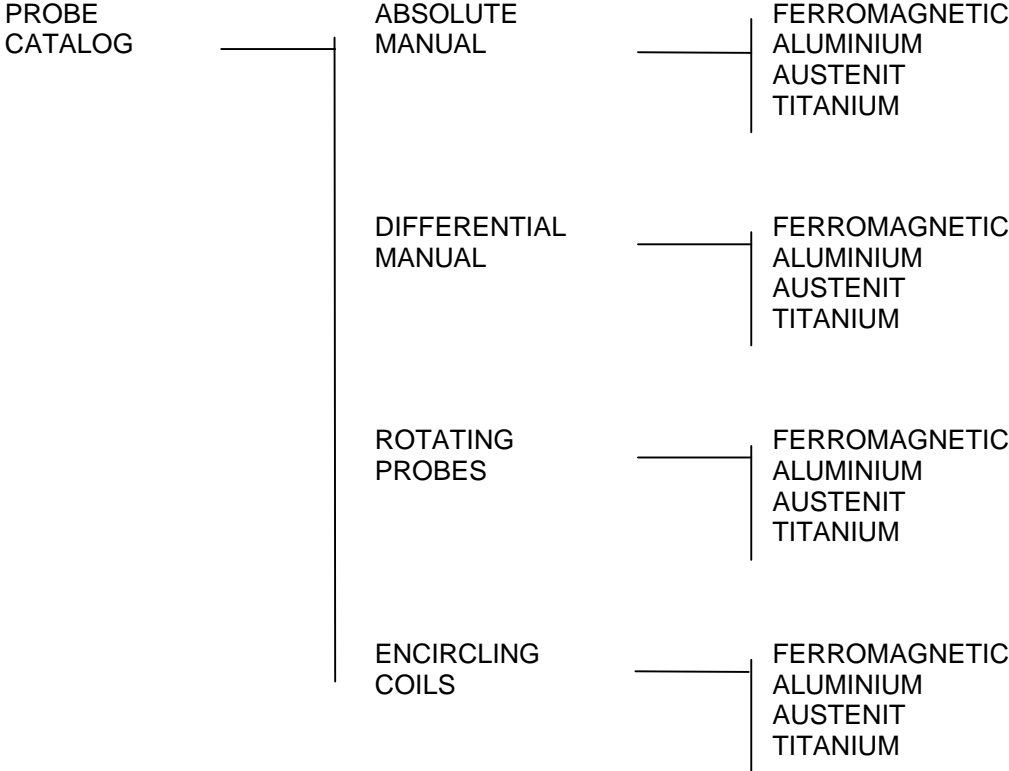 PROBE
CATALOG
ABSOLUTE
MANUAL
FERROMAGNETIC
ALUMINIUM
AUSTENIT
TITANIUM
DIFFERENTIAL
MANUAL
FERROMAGNETIC
ALUMINIUM
AUSTENIT
TITANIUM
ROTATING
PROBES
FERROMAGNETIC
ALUMINIUM
AUSTENIT
TITANIUM
ENCIRCLING
COILS
FERROMAGNETIC
ALUMINIUM
AUSTENIT
TITANIUM